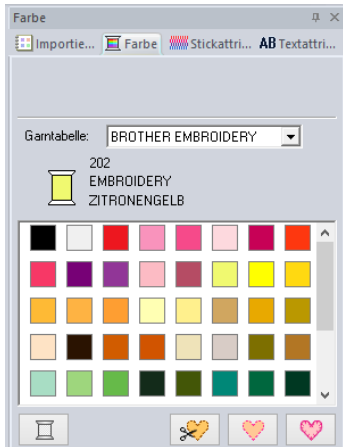 Farbe
Importie... Farbe Stickattri... AB Textattri...
Garntabelle: BROTHER EMBROIDERY
202
EMBROIDERY
ZITRONENGELB